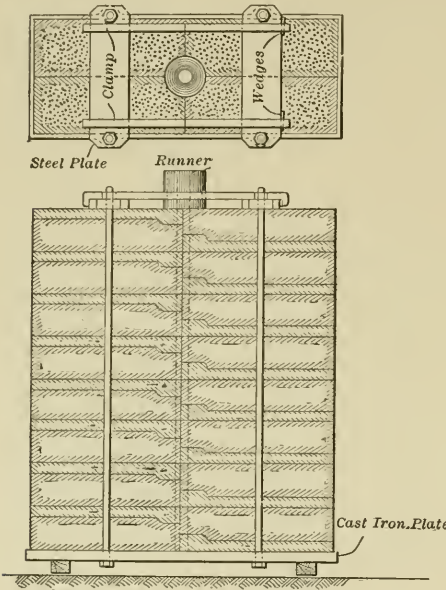 Clamp
Wedges
Steel Plate
Runner
Cast Iron.Plate